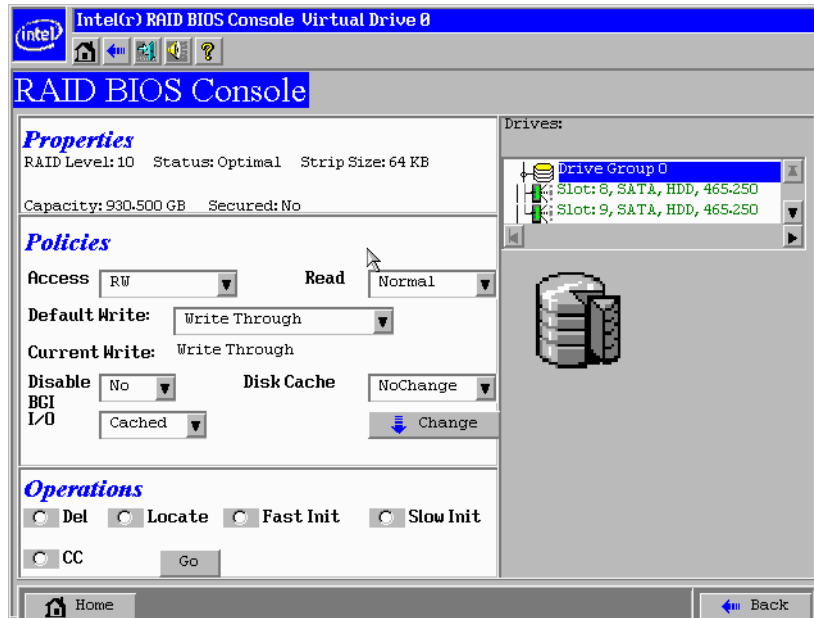 Intel(r) RAID BIOS Console Virtual Drive 0
intel
?
RAID BIOS Console
Properties
RAID Level: 10 Status: Optimal Strip Size: 64 KB
Capacity: 930.500 GB Secured: No
Policies
Access RW Read Normal
Default Write: Write Through
Current Write: Write Through
Disable BGI No Disk Cache NoChange
I/O Cached Change
Operations
Del Locate Fast Init Slow Init
CC Go
Drives:
Drive Group 0
Slot: 8, SATA, HDD, 465.250
Slot: 9, SATA, HDD, 465.250
Home Back